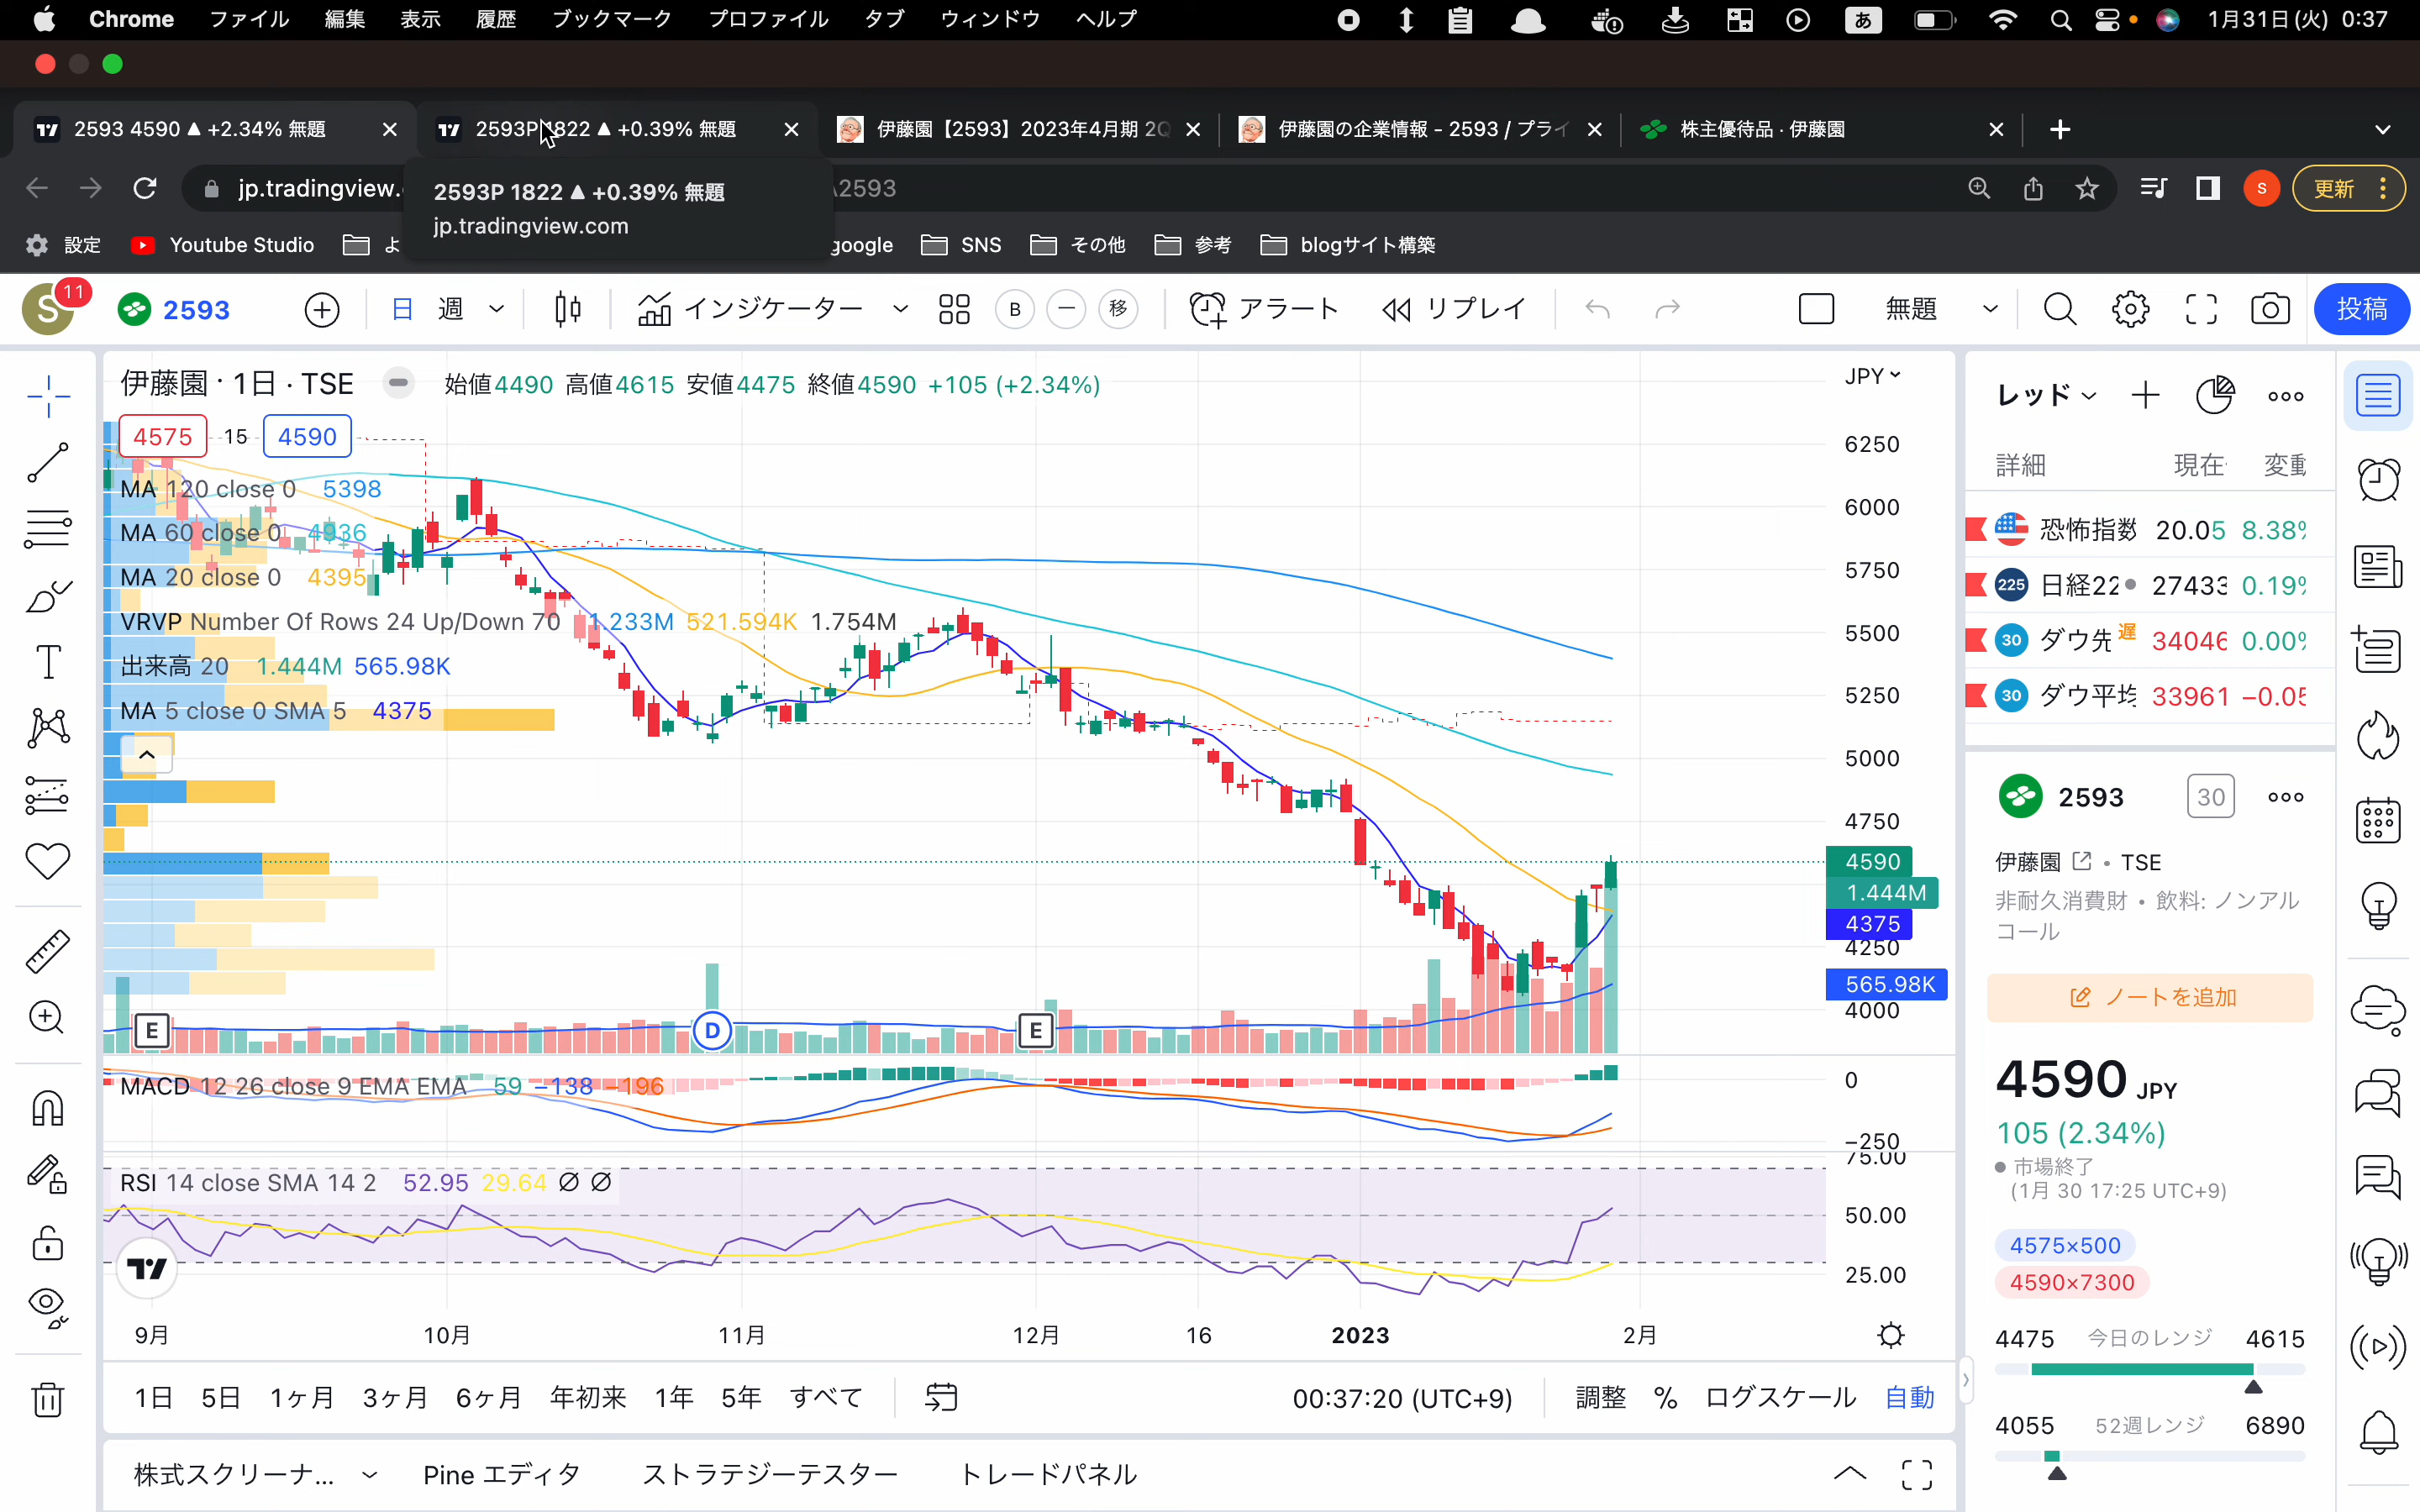 Chrome ファイル 編集 表示 履歴 ブックマーク プロファイル タブ ウィンドウ ヘルプ あ 1月31日(火) 0:37
2593 4590 ▲ +2.34% 無題 2593P 1822 ▲ +0.39% 無題 伊藤園【2593】2023年4月期 2Q 伊藤園の企業情報 - 2593 / プライ 株主優待品 · 伊藤園
jp.tradingview. 2593 S 更新
2593P 1822 ▲ +0.39% 無題
jp.tradingview.com
設定 Youtube Studio よ google SNS その他 参考 blogサイト構築
S 11 2593 日 週 インジケーター B 移 アラート リプレイ 無題 投稿
伊藤園 · 1日 · TSE 始値4490 高値4615 安値4475 終値4590 +105 (+2.34%) JPY
4575 15 4590
MA 120 close 0 5398
MA 60 close 0 4936
MA 20 close 0 4395
VRVP Number Of Rows 24 Up/Down 70 1.233M 521.594K 1.754M
出来高 20 1.444M 565.98K
MA 5 close 0 SMA 5 4375
6250
6000
5750
5500
5250
5000
4750
4590
1.444M
4375
4250
565.98K
4000
E D E
MACD 12 26 close 9 EMA EMA 59 −138 −196
0
−250
RSI 14 close SMA 14 2 52.95 29.64 ∅ ∅
75.00
50.00
25.00
9月 10月 11月 12月 16 2023 2月
1日 5日 1ヶ月 3ヶ月 6ヶ月 年初来 1年 5年 すべて 00:37:20 (UTC+9) 調整 % ログスケール 自動
株式スクリーナ... Pine エディタ ストラテジーテスター トレードパネル
レッド
詳細 現在 変動
恐怖指数 20.05 8.38%
225 日経22 27433 0.19%
30 ダウ先 遅 34046 0.00%
30 ダウ平均 33961 −0.05
2593 30
伊藤園 • TSE
非耐久消費財 • 飲料: ノンアル
コール
ノートを追加
4590 JPY
105 (2.34%)
市場終了
(1月 30 17:25 UTC+9)
4575×500
4590×7300
4475 今日のレンジ 4615
4055 52週レンジ 6890